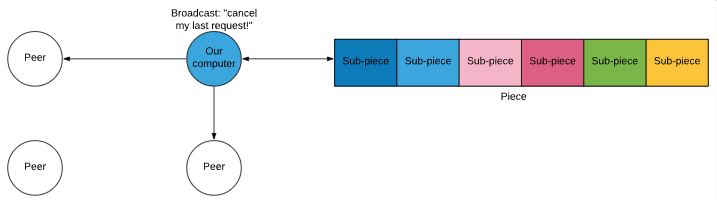 Broadcast: "cancel
my last request!"
Peer
Our
computer
Sub-piece
Sub-piece
Sub-piece
Sub-piece
Sub-piece
Sub-piece
Piece
Peer
Peer